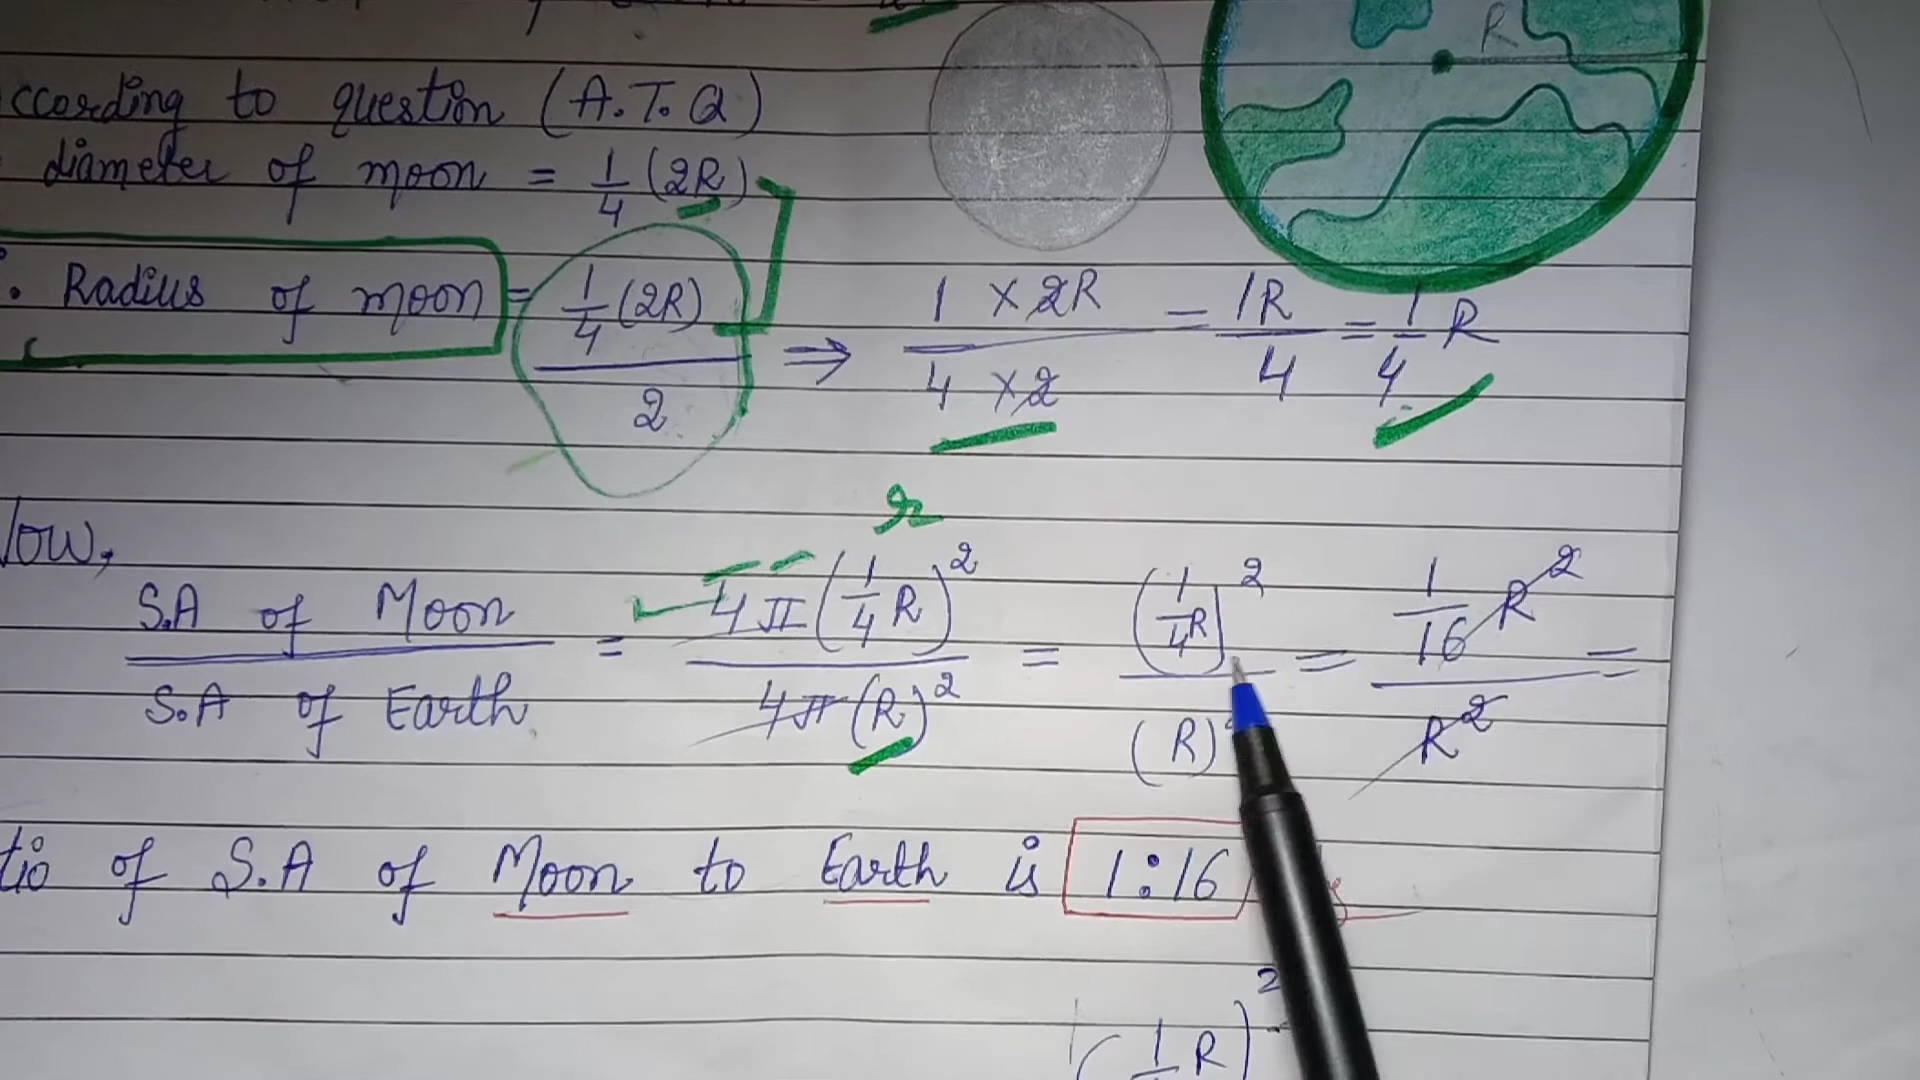 R
ccording to question (A.T.Q)
diameter of moon = 1/4 (2R)
∴ Radius of moon = 1/4 (2R) / 2 ⇒ 1 × 2R / 4 × 2 = 1R / 4 = 1/4 R
r
Now,
S.A of Moon / S.A of Earth = 4π(1/4 R)² / 4π(R)² = (1/4 R)² / (R)² = 1/16 R² / R² =
tio of S.A of Moon to Earth is 1:16
(1/4 R)²